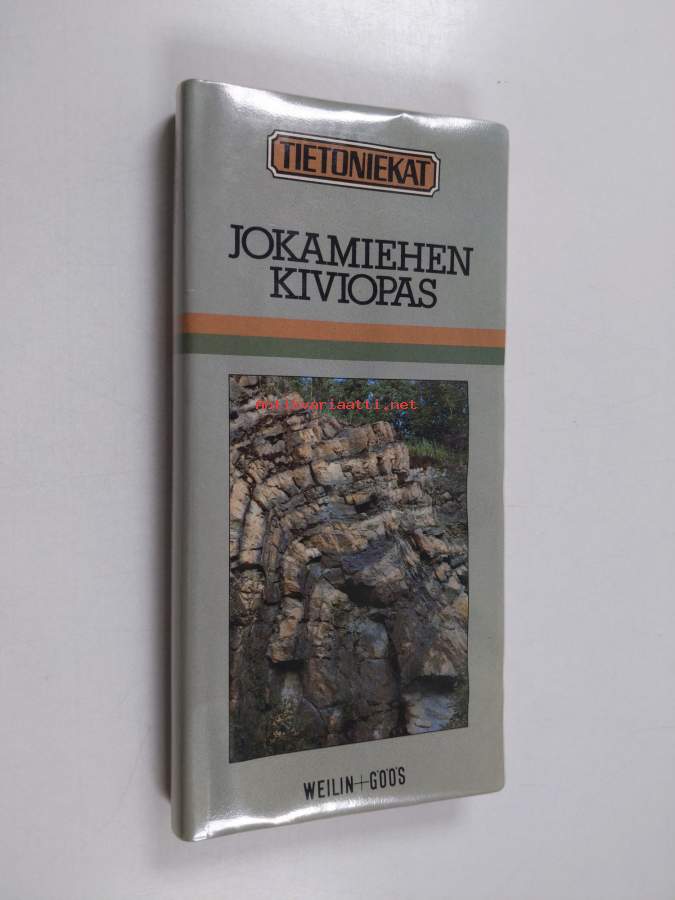 TIETONIEKAT
JOKAMIEHEN
KIVIOPAS
antikvariaatti.net
WEILIN+GÖÖS